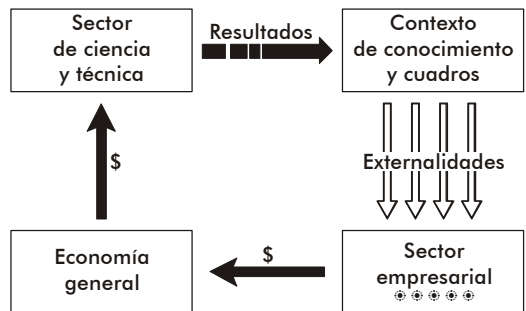 Sector
de ciencia
y técnica
Resultados
Contexto
de conocimiento
y cuadros
$
Externalidades
Economía
general
$
Sector
empresarial